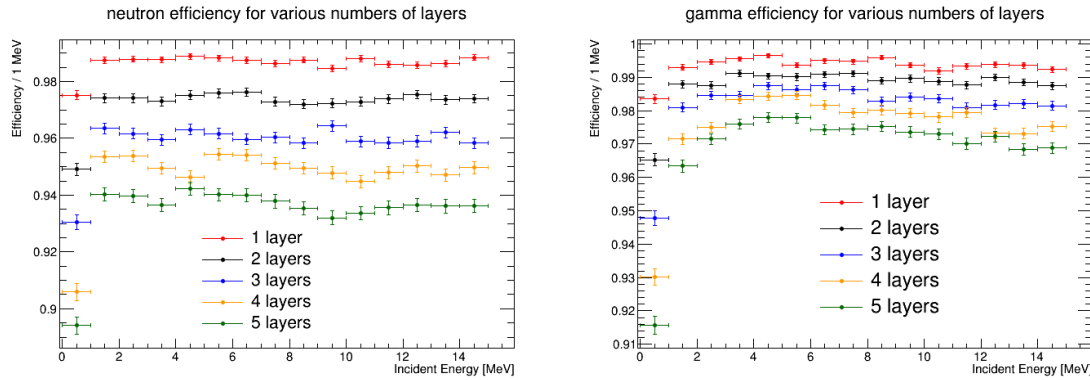 neutron efficiency for various numbers of layers
Efficiency / 1 MeV
0.98
0.96
0.94
0.92
0.9
1 layer
2 layers
3 layers
4 layers
5 layers
0 2 4 6 8 10 12 14
Incident Energy [MeV]
gamma efficiency for various numbers of layers
Efficiency / 1 MeV
1
0.99
0.98
0.97
0.96
0.95
0.94
0.93
0.92
0.91
1 layer
2 layers
3 layers
4 layers
5 layers
0 2 4 6 8 10 12 14
Incident Energy [MeV]